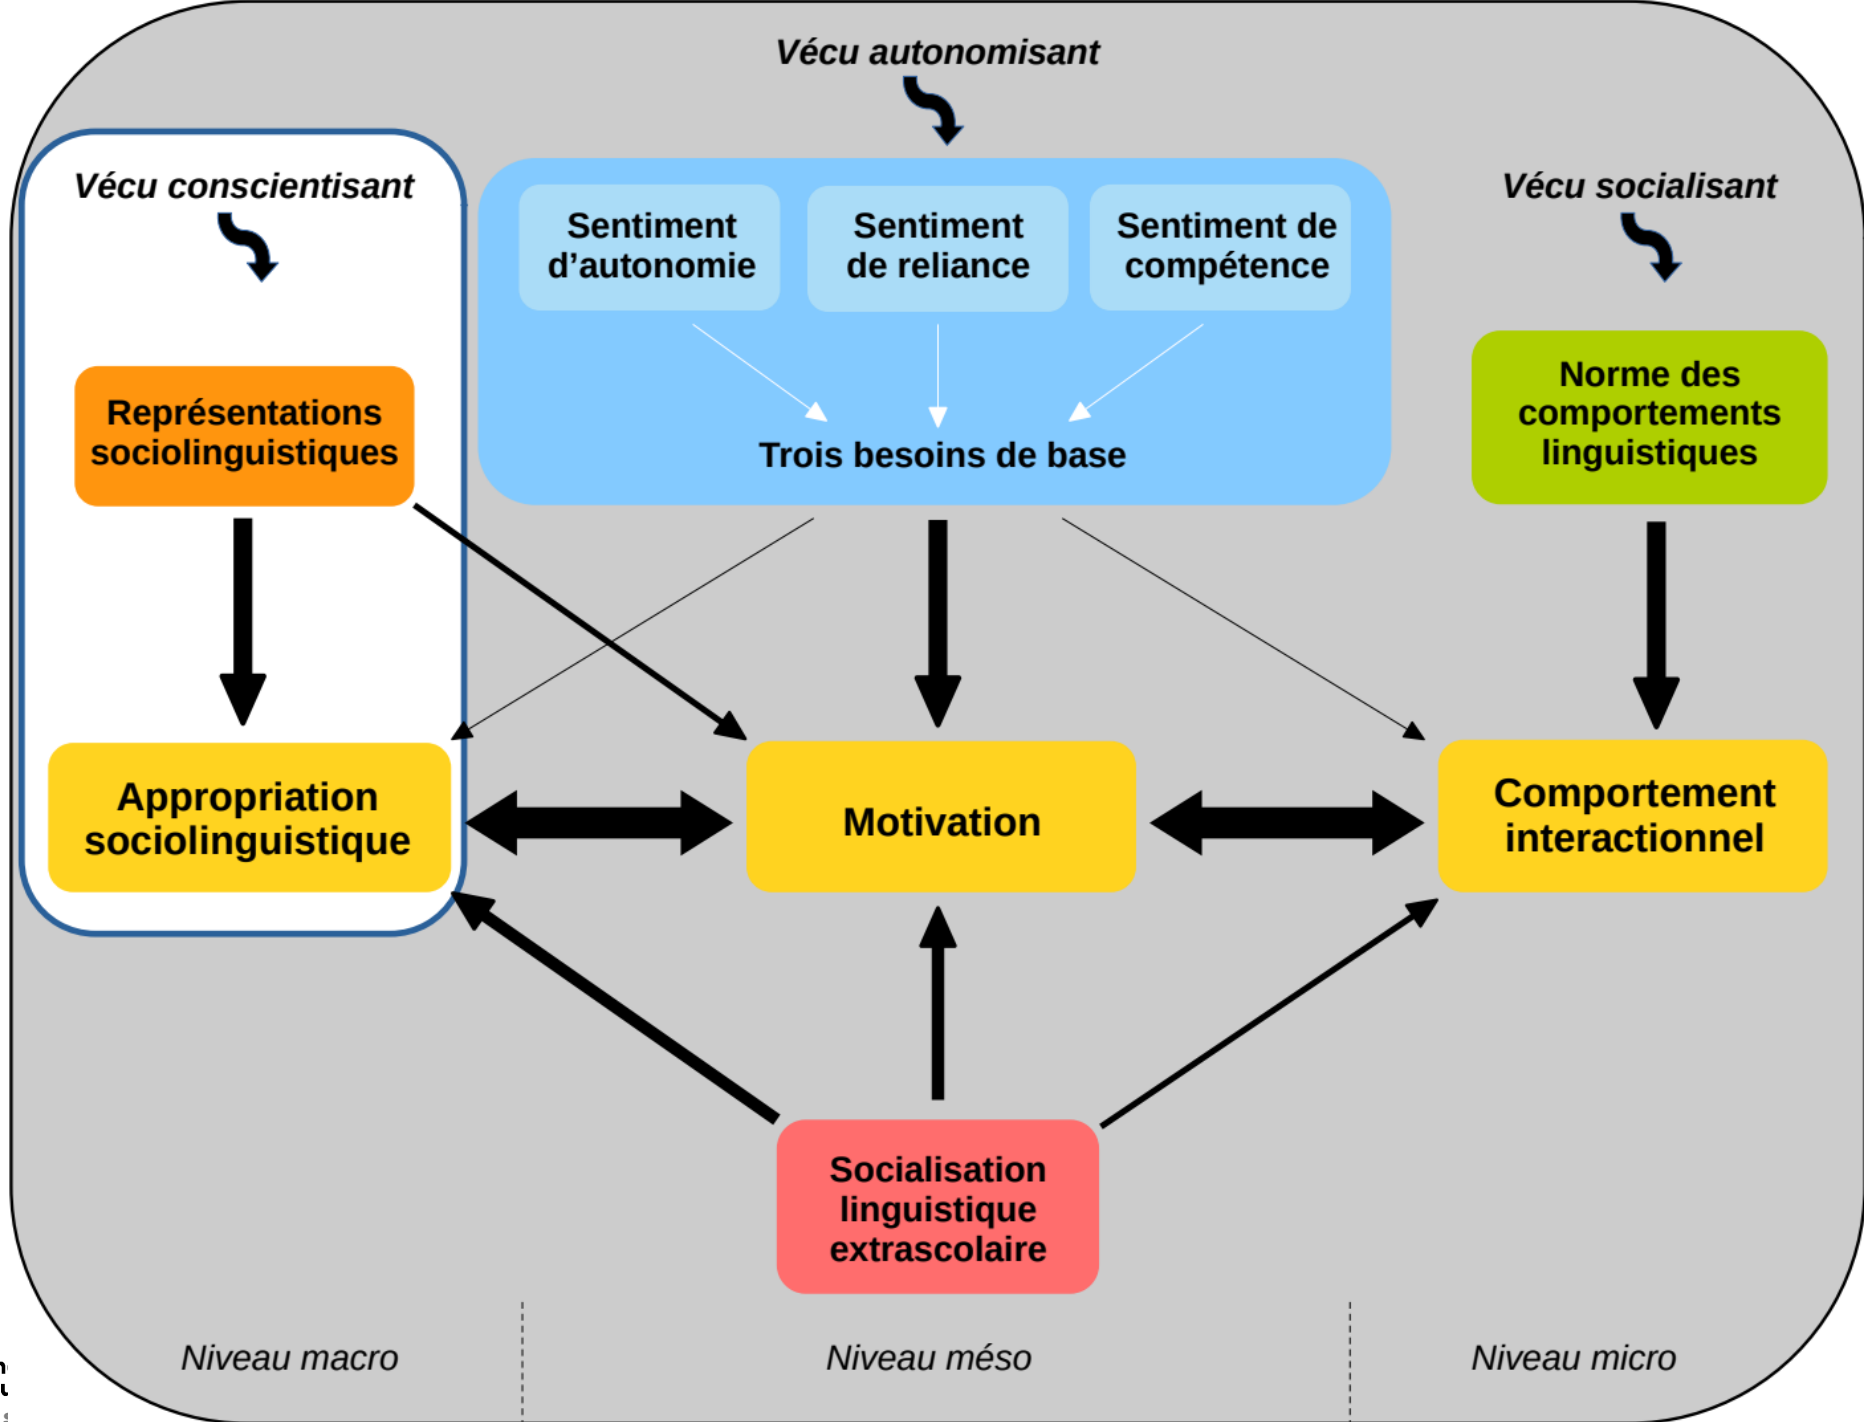 Vécu autonomisant
Vécu conscientisant
Vécu socialisant
Sentiment
d’autonomie
Sentiment
de reliance
Sentiment de
compétence
Trois besoins de base
Représentations
sociolinguistiques
Norme des
comportements
linguistiques
Appropriation
sociolinguistique
Motivation
Comportement
interactionnel
Socialisation
linguistique
extrascolaire
Niveau macro
Niveau méso
Niveau micro